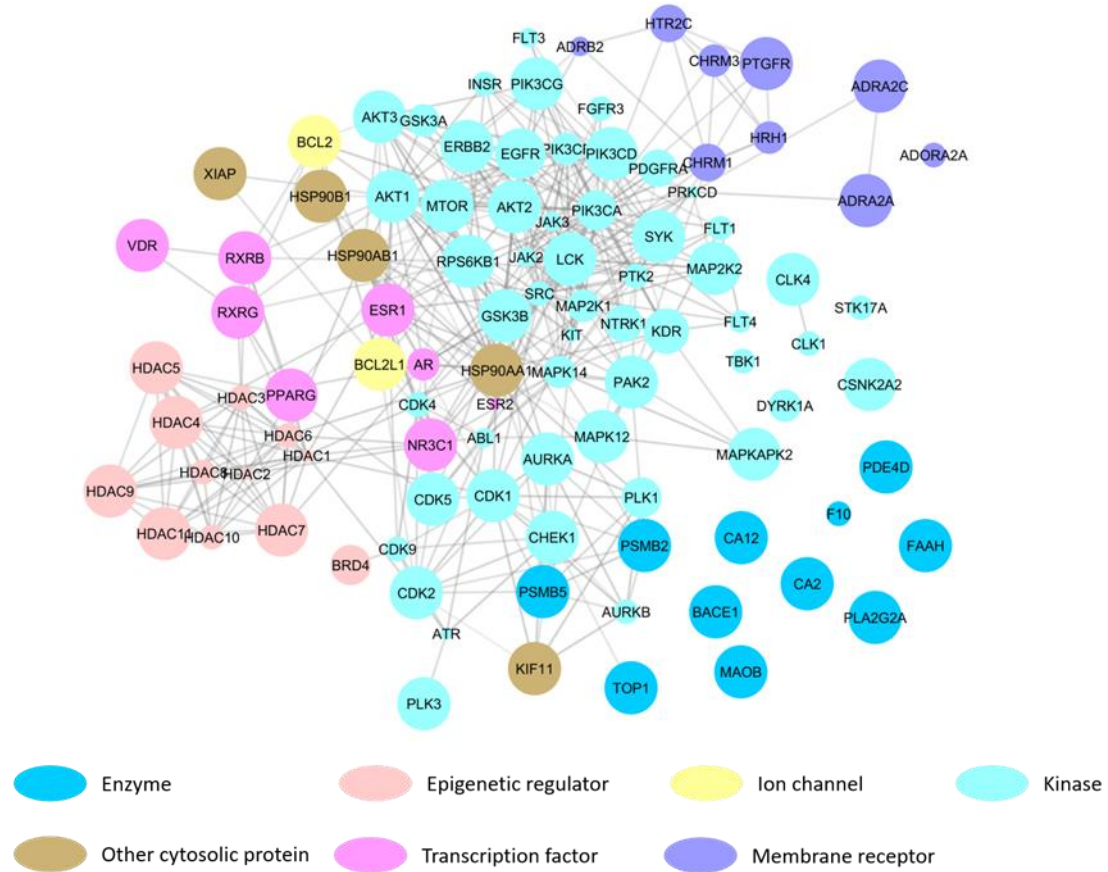 HTR2C
FLT3
ADRB2
CHRM3
PTGFR
INSR
PIK3CG
ADRA2C
FGFR3
AKT3
GSK3A
HRH1
BCL2
ERBB2
EGFR
PIK3CD
PDGFRA
CHRM1
ADORA2A
XIAP
HSP90B1
AKT1
MTOR
AKT2
PIK3CA
PRKCD
ADRA2A
JAK3
FLT1
SYK
VDR
RXRB
HSP90AB1
RPS6KB1
JAK2
LCK
PTK2
MAP2K2
CLK4
SRC
MAP2K1
STK17A
RXRG
ESR1
GSK3B
NTRK1
KDR
FLT4
KIT
CLK1
HDAC5
BCL2L1
AR
HSP90AA1
MAPK14
PAK2
TBK1
CSNK2A2
HDAC3
PPARG
CDK4
ESR2
DYRK1A
HDAC4
HDAC6
NR3C1
ABL1
MAPK12
HDAC1
AURKA
MAPKAPK2
HDAC8
HDAC2
PDE4D
HDAC9
CDK5
CDK1
PLK1
F10
HDAC11
HDAC10
HDAC7
CHEK1
PSMB2
CA12
FAAH
CDK9
BRD4
CDK2
PSMB5
CA2
AURKB
BACE1
PLA2G2A
ATR
KIF11
MAOB
TOP1
PLK3
Enzyme Epigenetic regulator Ion channel Kinase
Other cytosolic protein Transcription factor Membrane receptor